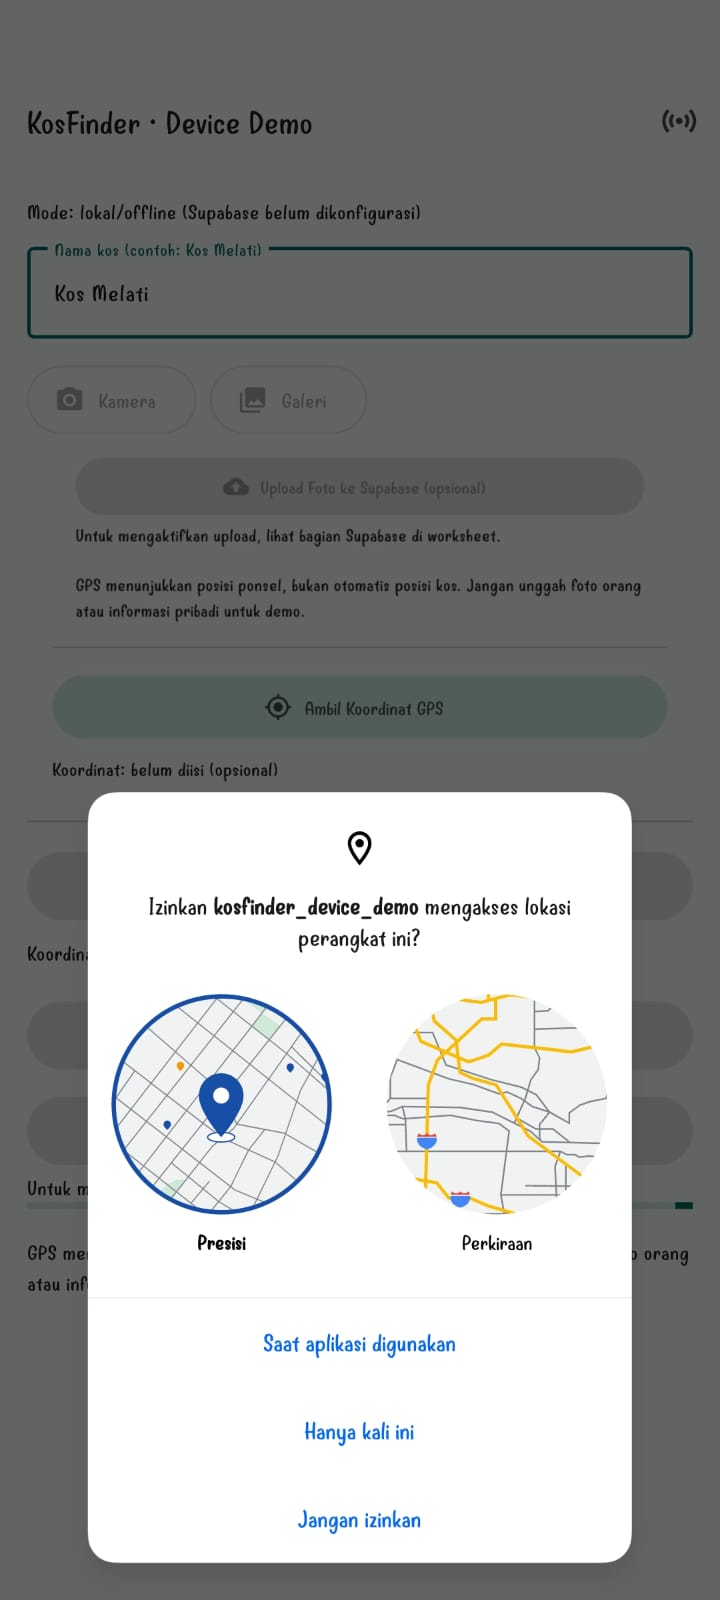 KosFinder · Device Demo
Mode: lokal/offline (Supabase belum dikonfigurasi)
Nama kos (contoh: Kos Melati)
Kos Melati
Kamera
Galeri
Upload Foto ke Supabase (opsional)
Untuk mengaktifkan upload, lihat bagian Supabase di worksheet.
GPS menunjukkan posisi ponsel, bukan otomatis posisi kos. Jangan unggah foto orang
atau informasi pribadi untuk demo.
Ambil Koordinat GPS
Koordinat: belum diisi (opsional)
Izinkan kosfinder_device_demo mengakses lokasi
perangkat ini?
Presisi
Perkiraan
Saat aplikasi digunakan
Hanya kali ini
Jangan izinkan
Untuk
GPS
orang
atau